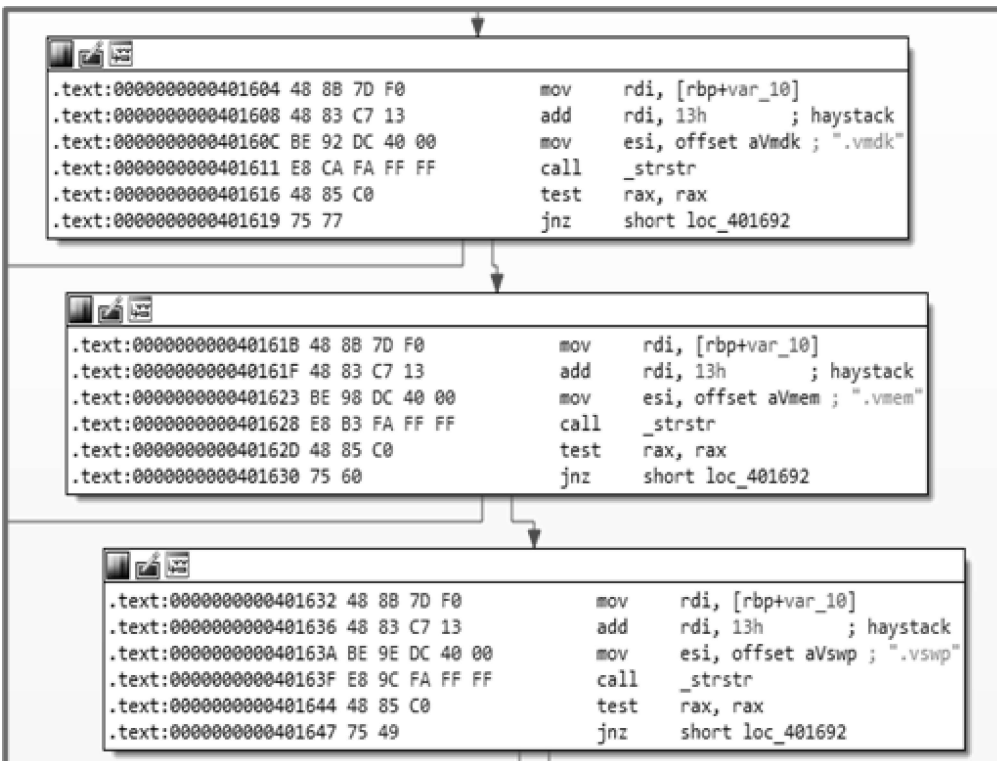 .text:0000000000401604 48 8B 7D F0 mov rdi, [rbp+var_10]
.text:0000000000401608 48 83 C7 13 add rdi, 13h ; haystack
.text:000000000040160C BE 92 DC 40 00 mov esi, offset aVmdk ; ".vmdk"
.text:0000000000401611 E8 CA FA FF FF call _strstr
.text:0000000000401616 48 85 C0 test rax, rax
.text:0000000000401619 75 77 jnz short loc_401692
.text:000000000040161B 48 8B 7D F0 mov rdi, [rbp+var_10]
.text:000000000040161F 48 83 C7 13 add rdi, 13h ; haystack
.text:0000000000401623 BE 98 DC 40 00 mov esi, offset aVmem ; ".vmem"
.text:0000000000401628 E8 B3 FA FF FF call _strstr
.text:000000000040162D 48 85 C0 test rax, rax
.text:0000000000401630 75 60 jnz short loc_401692
.text:0000000000401632 48 8B 7D F0 mov rdi, [rbp+var_10]
.text:0000000000401636 48 83 C7 13 add rdi, 13h ; haystack
.text:000000000040163A BE 9E DC 40 00 mov esi, offset aVswp ; ".vswp"
.text:000000000040163F E8 9C FA FF FF call _strstr
.text:0000000000401644 48 85 C0 test rax, rax
.text:0000000000401647 75 49 jnz short loc_401692